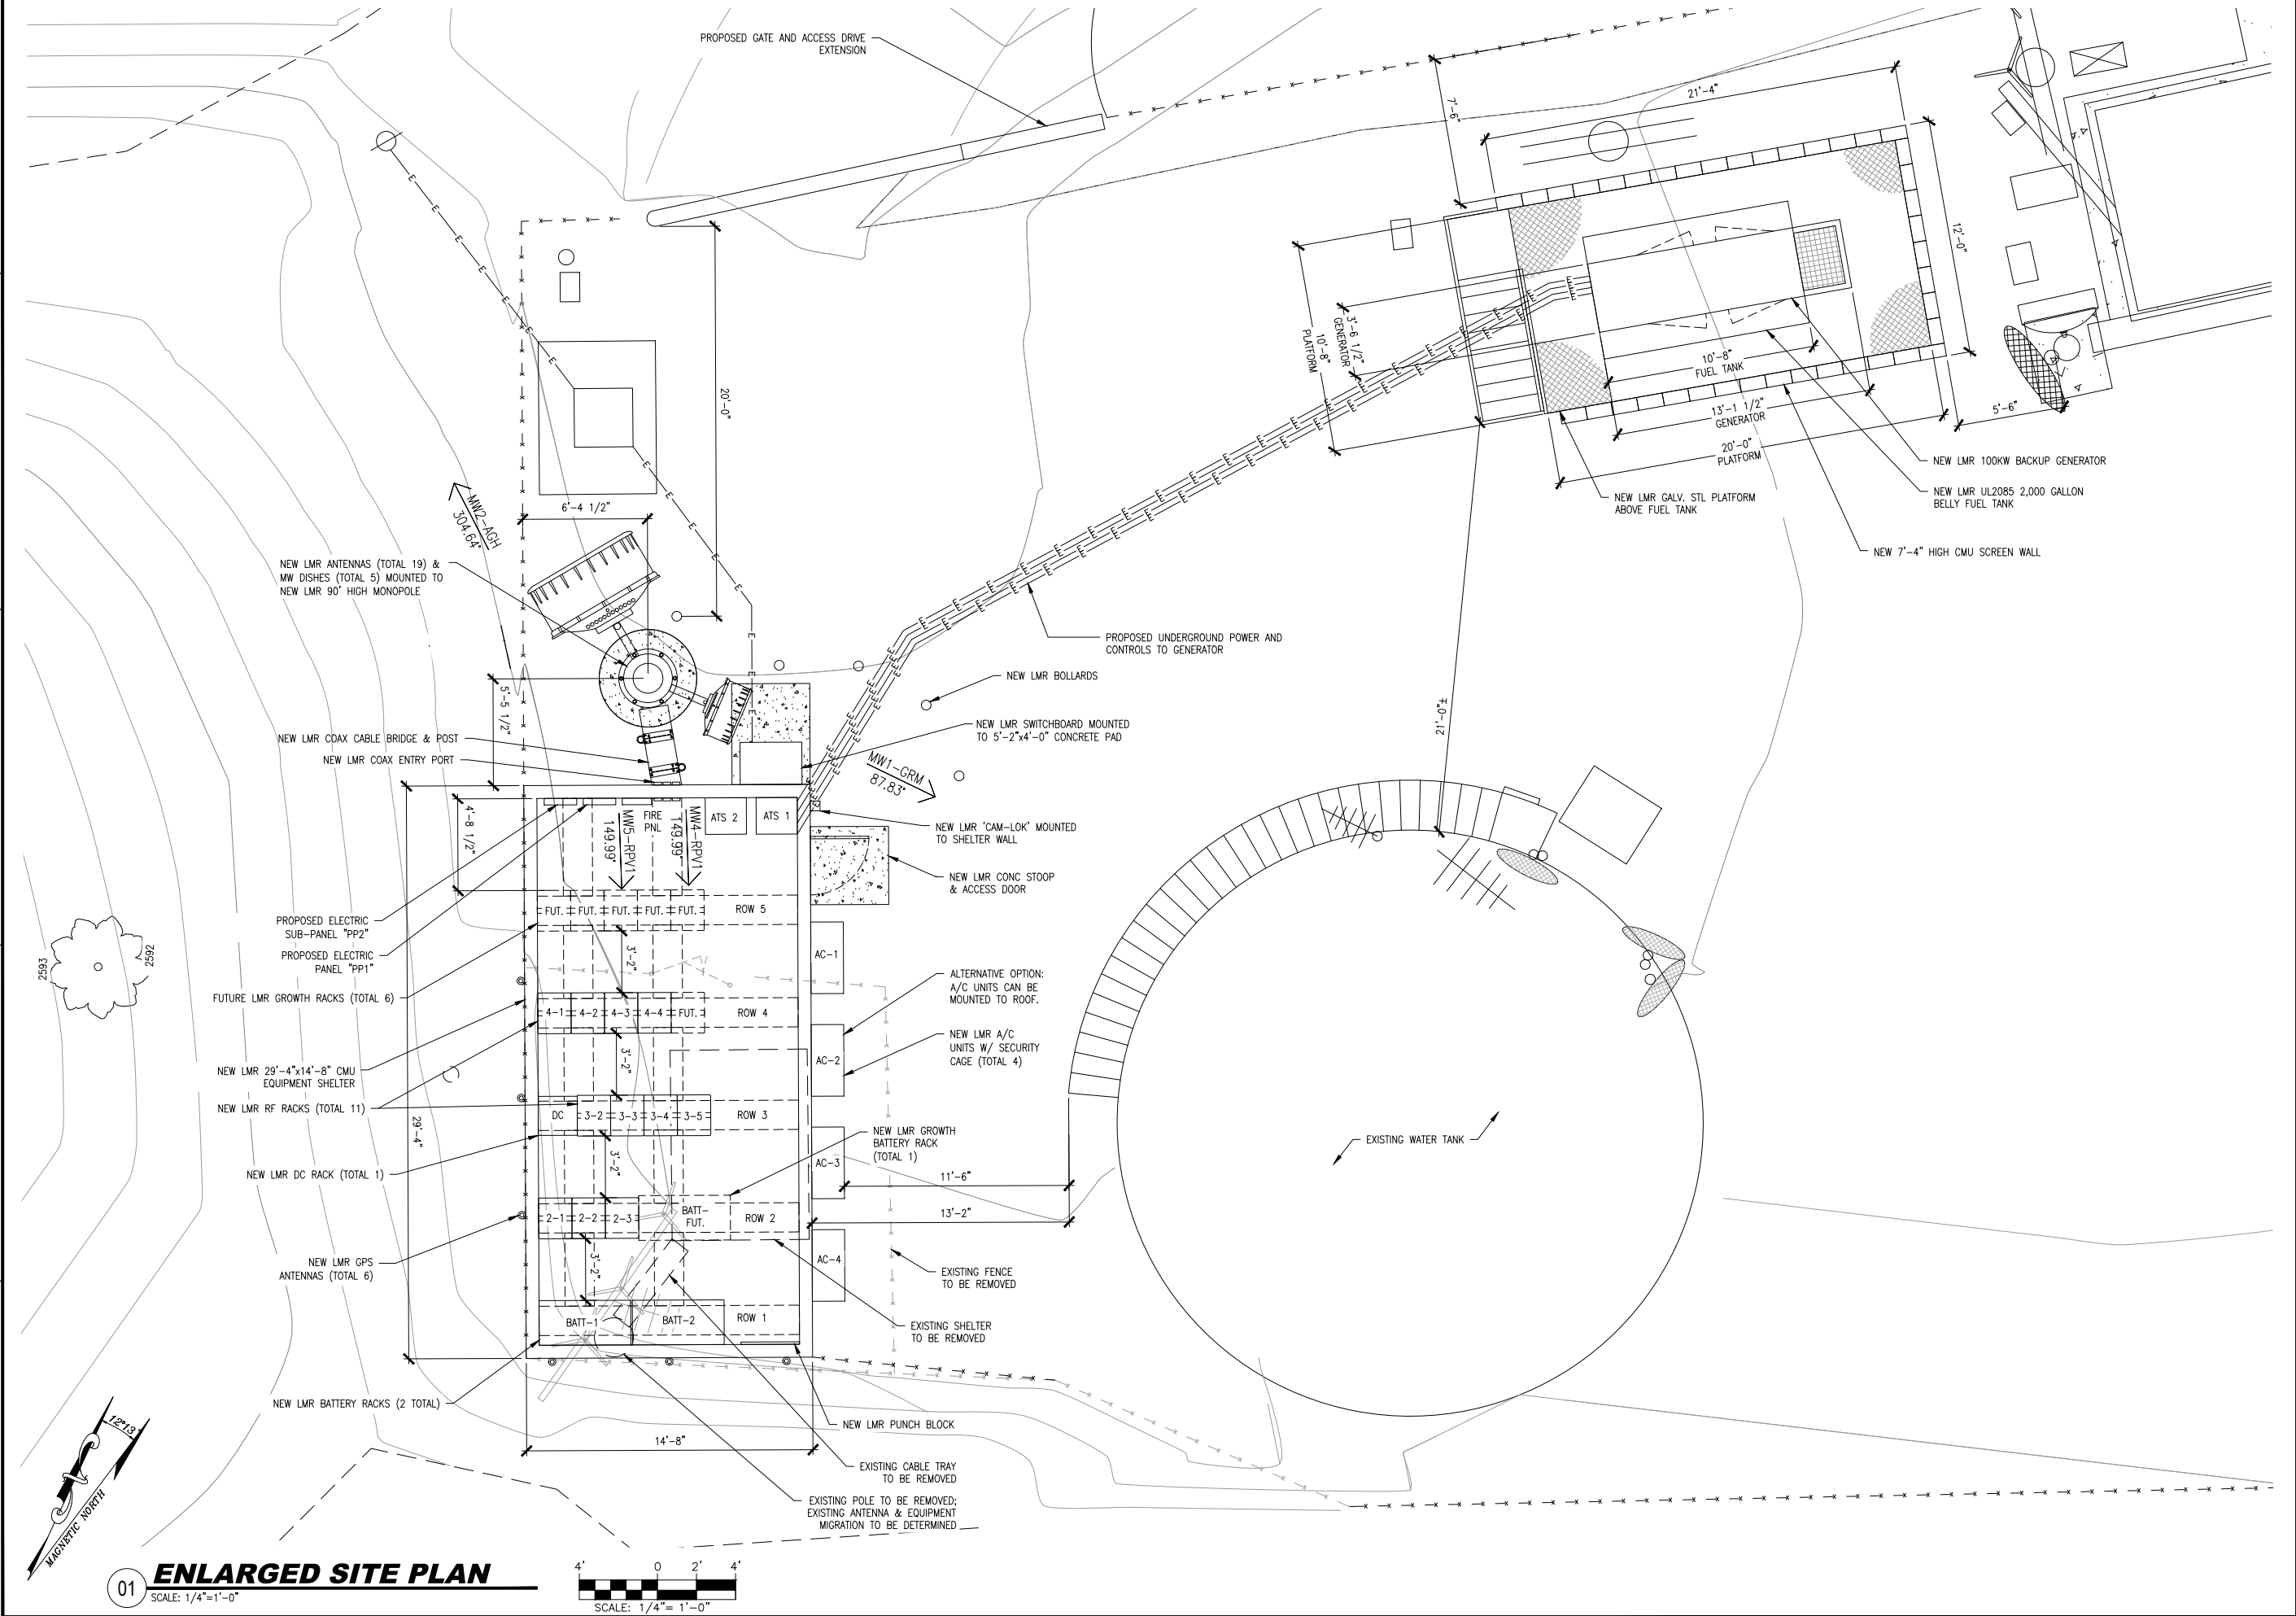 PROPOSED GATE AND ACCESS DRIVE
EXTENSION
7'-6"
21'-4"
12'-0"
3'-6 1/2"
GENERATOR
10'-8"
PLATFORM
10'-8"
FUEL TANK
13'-1 1/2"
GENERATOR
20'-0"
PLATFORM
5'-6"
NEW LMR 100KW BACKUP GENERATOR
NEW LMR UL2085 2,000 GALLON
BELLY FUEL TANK
NEW LMR GALV. STL PLATFORM
ABOVE FUEL TANK
NEW 7'-4" HIGH CMU SCREEN WALL
20'-0"
MW2-AGH
304.64°
6'-4 1/2"
NEW LMR ANTENNAS (TOTAL 19) &
MW DISHES (TOTAL 5) MOUNTED TO
NEW LMR 90' HIGH MONOPOLE
PROPOSED UNDERGROUND POWER AND
CONTROLS TO GENERATOR
NEW LMR BOLLARDS
5'-5 1/2"
21'-0"±
NEW LMR SWITCHBOARD MOUNTED
TO 5'-2"x4'-0" CONCRETE PAD
NEW LMR COAX CABLE BRIDGE & POST
NEW LMR COAX ENTRY PORT
MW1-GRM
87.83°
4'-8 1/2"
MW5-RPV1
149.99°
FIRE
PNL
MW4-RPV1
149.99°
ATS 2
ATS 1
NEW LMR 'CAM-LOK' MOUNTED
TO SHELTER WALL
NEW LMR CONC STOOP
& ACCESS DOOR
PROPOSED ELECTRIC
SUB-PANEL "PP2"
PROPOSED ELECTRIC
PANEL "PP1"
FUT.
FUT.
FUT.
FUT.
FUT.
ROW 5
3'-2"
AC-1
2593
2592
ALTERNATIVE OPTION:
A/C UNITS CAN BE
MOUNTED TO ROOF.
FUTURE LMR GROWTH RACKS (TOTAL 6)
4-1
4-2
4-3
4-4
FUT.
ROW 4
NEW LMR A/C
UNITS W/ SECURITY
CAGE (TOTAL 4)
3'-2"
AC-2
NEW LMR 29'-4"x14'-8" CMU
EQUIPMENT SHELTER
NEW LMR RF RACKS (TOTAL 11)
29'-4"
DC
3-2
3-3
3-4
3-5
ROW 3
NEW LMR GROWTH
BATTERY RACK
(TOTAL 1)
EXISTING WATER TANK
3'-2"
AC-3
NEW LMR DC RACK (TOTAL 1)
11'-6"
13'-2"
2-1
2-2
2-3
BATT-
FUT.
ROW 2
3'-2"
AC-4
NEW LMR GPS
ANTENNAS (TOTAL 6)
EXISTING FENCE
TO BE REMOVED
BATT-1
BATT-2
ROW 1
EXISTING SHELTER
TO BE REMOVED
NEW LMR BATTERY RACKS (2 TOTAL)
NEW LMR PUNCH BLOCK
14'-8"
EXISTING CABLE TRAY
TO BE REMOVED
EXISTING POLE TO BE REMOVED;
EXISTING ANTENNA & EQUIPMENT
MIGRATION TO BE DETERMINED
12°13'
MAGNETIC NORTH
01
ENLARGED SITE PLAN
SCALE: 1/4"=1'-0"
4'
0
2'
4'
SCALE: 1/4"= 1'-0"